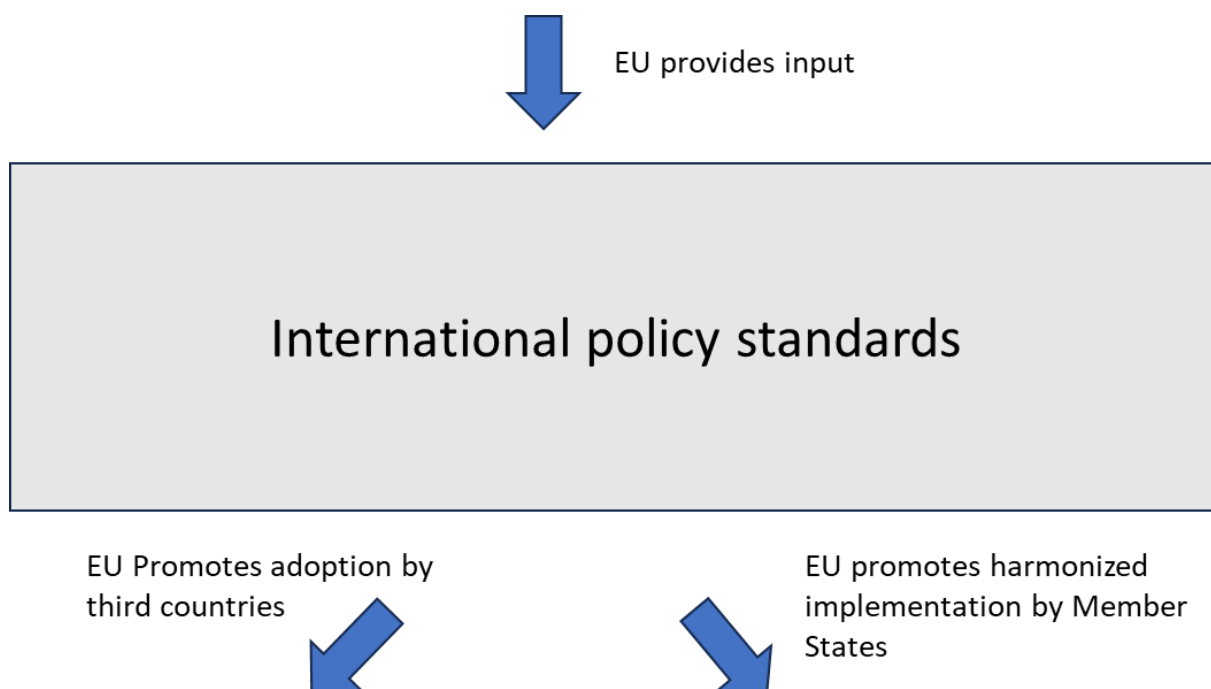 EU provides input
International policy standards
EU Promotes adoption by
third countries
EU promotes harmonized
implementation by Member
States